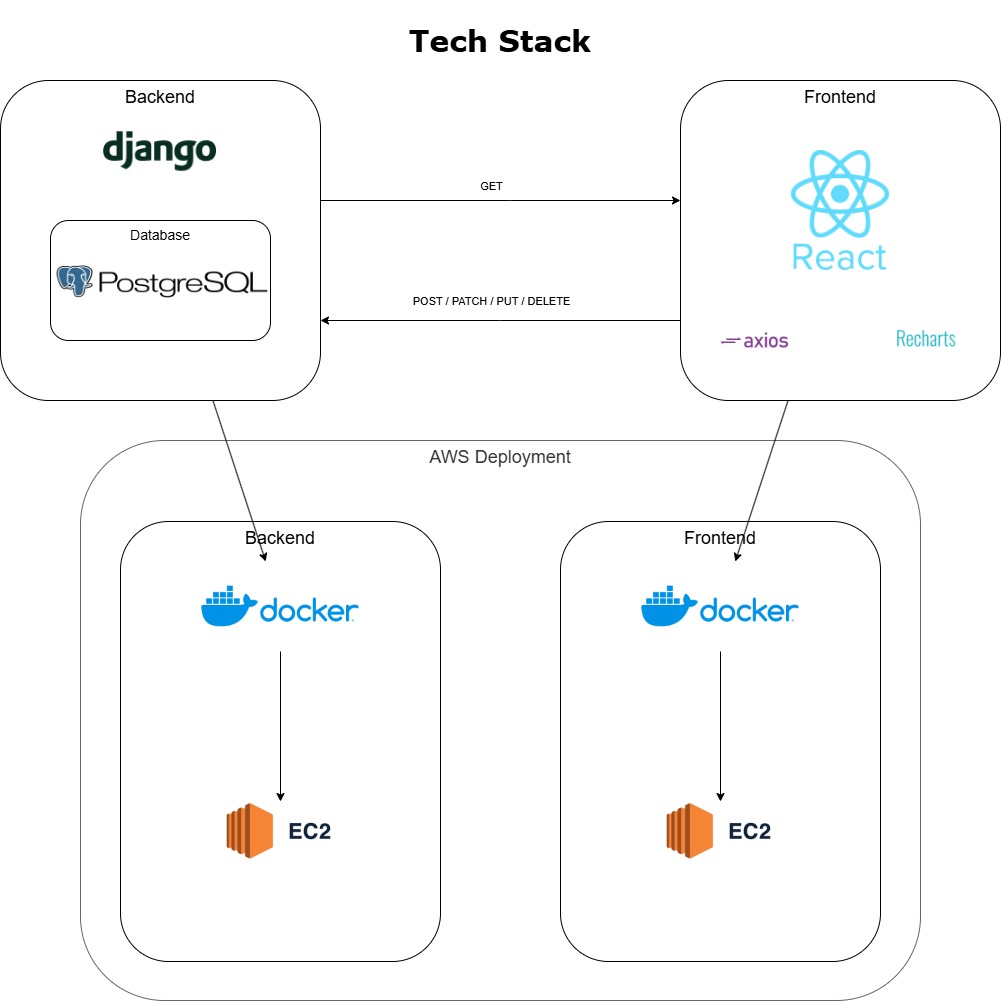 Tech Stack
Backend
django
Database
PostgreSQL
GET
POST / PATCH / PUT / DELETE
Frontend
React
axios
Recharts
AWS Deployment
Backend
docker
EC2
Frontend
docker
EC2